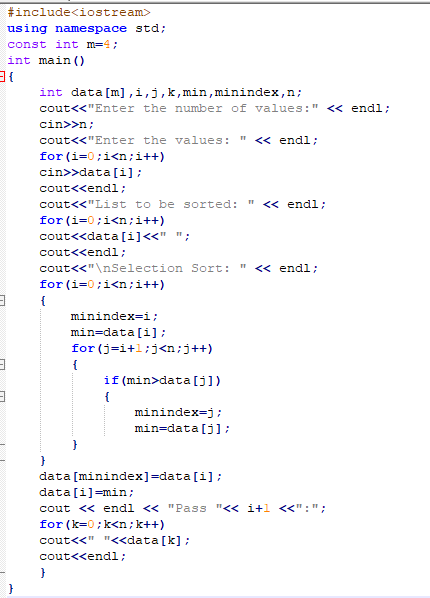 #include<iostream>
using namespace std;
const int m=4;
int main()
{
int data[m],i,j,k,min,minindex,n;
cout<<"Enter the number of values:" << endl;
cin>>n;
cout<<"Enter the values: " << endl;
for(i=0;i<n;i++)
cin>>data[i];
cout<<endl;
cout<<"List to be sorted: " << endl;
for(i=0;i<n;i++)
cout<<data[i]<<" ";
cout<<endl;
cout<<"\nSelection Sort: " << endl;
for(i=0;i<n;i++)
{
minindex=i;
min=data[i];
for(j=i+1;j<n;j++)
{
if(min>data[j])
{
minindex=j;
min=data[j];
}
}
data[minindex]=data[i];
data[i]=min;
cout << endl << "Pass "<< i+1 <<":";
for(k=0;k<n;k++)
cout<<" "<<data[k];
cout<<endl;
}
}